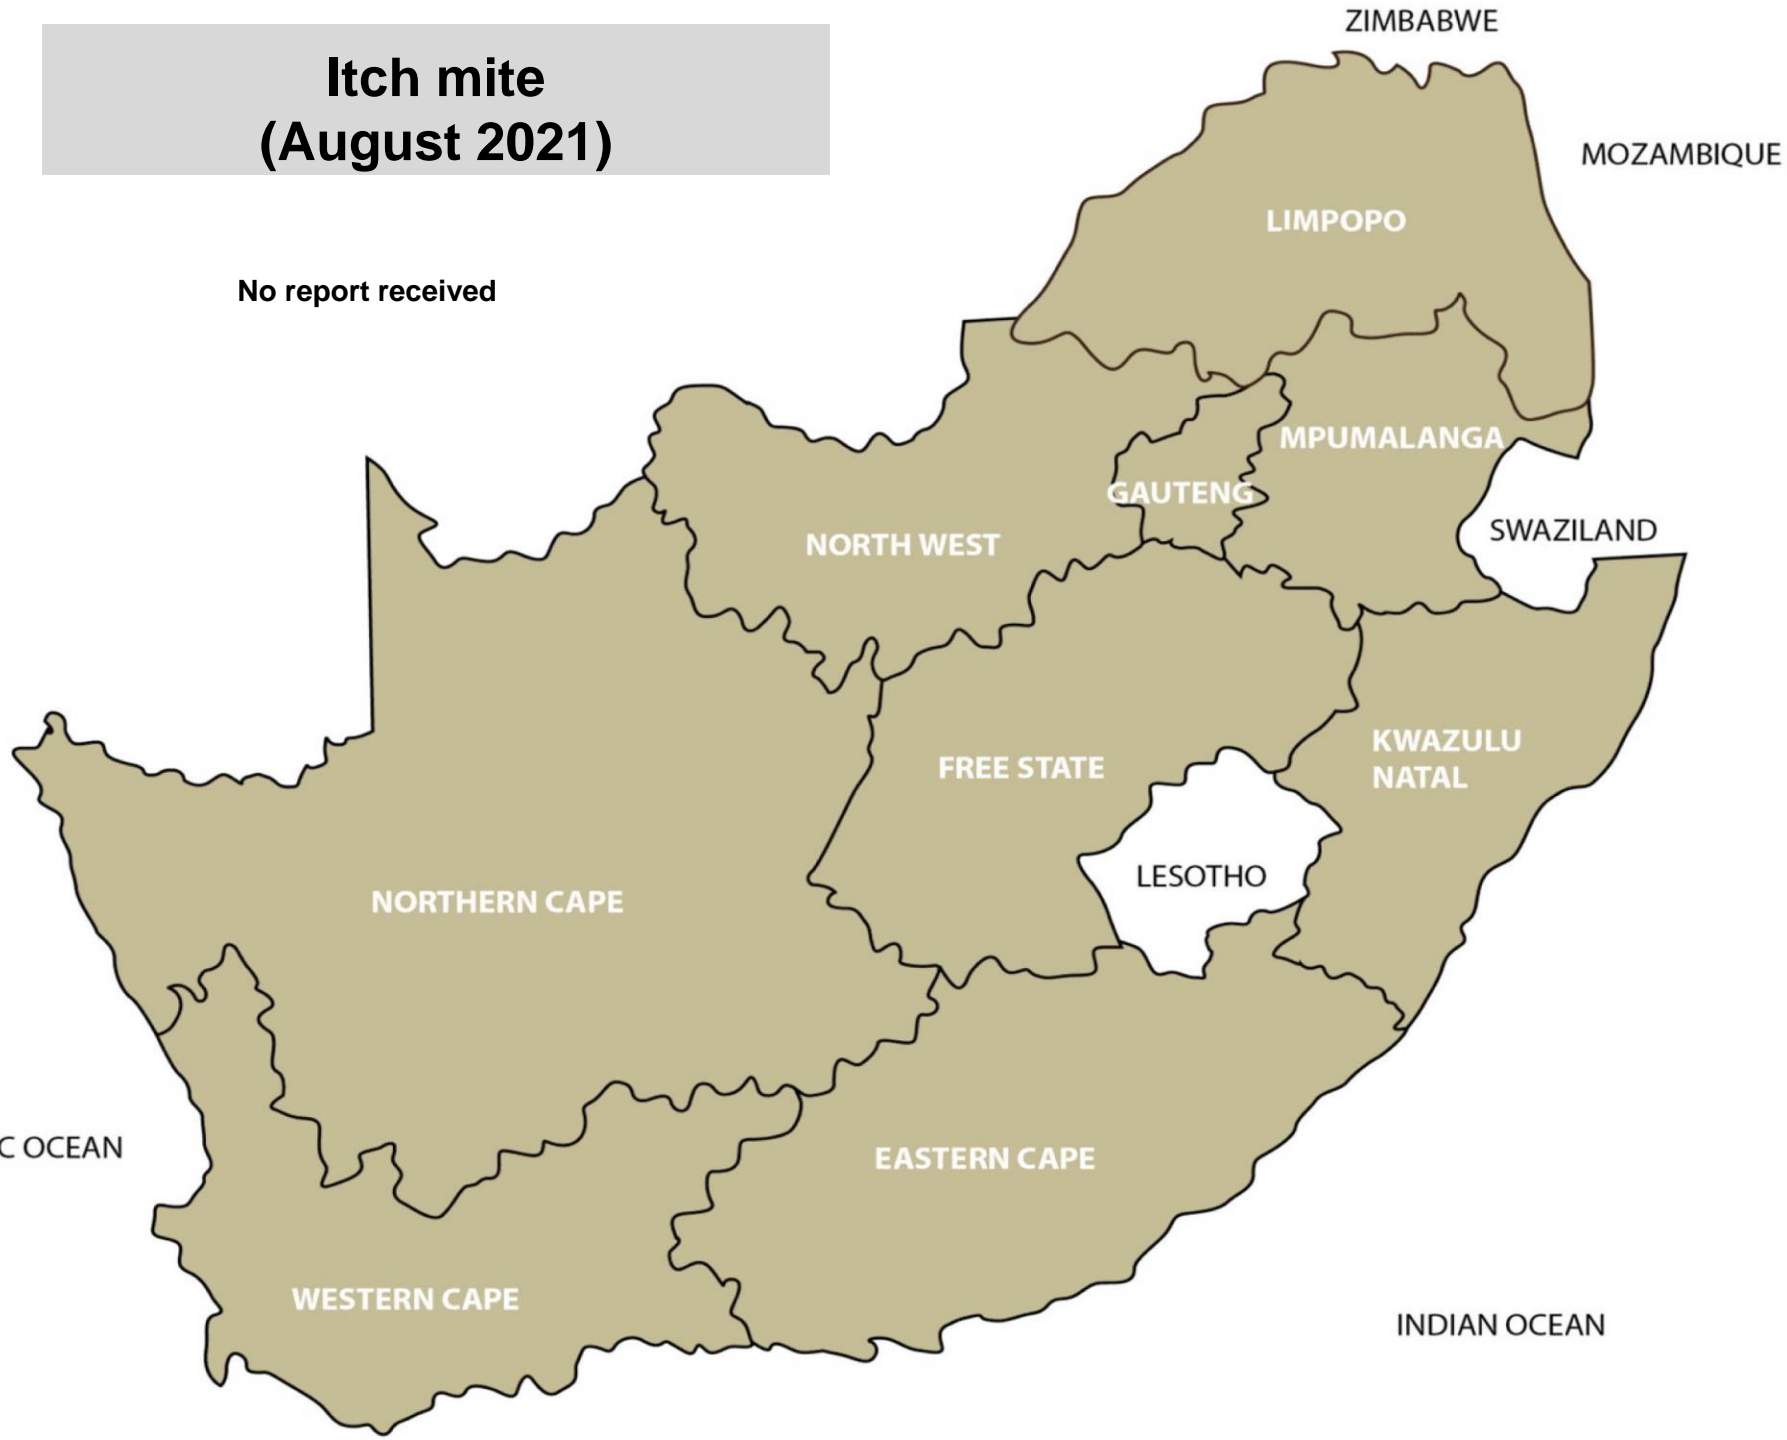 Itch mite
(August 2021)
No report received
ZIMBABWE
MOZAMBIQUE
LIMPOPO
MPUMALANGA
GAUTENG
SWAZILAND
NORTH WEST
KWAZULU
NATAL
FREE STATE
LESOTHO
NORTHERN CAPE
C OCEAN
EASTERN CAPE
WESTERN CAPE
INDIAN OCEAN